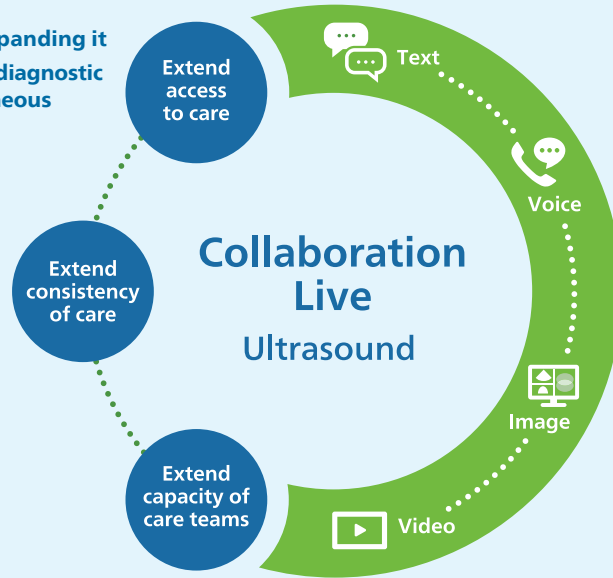 panding it
diagnostic
neous
Extend
access
to care
Text
Voice
Extend
consistency
of care
Collaboration
Live
Ultrasound
Image
Extend
capacity of
care teams
Video